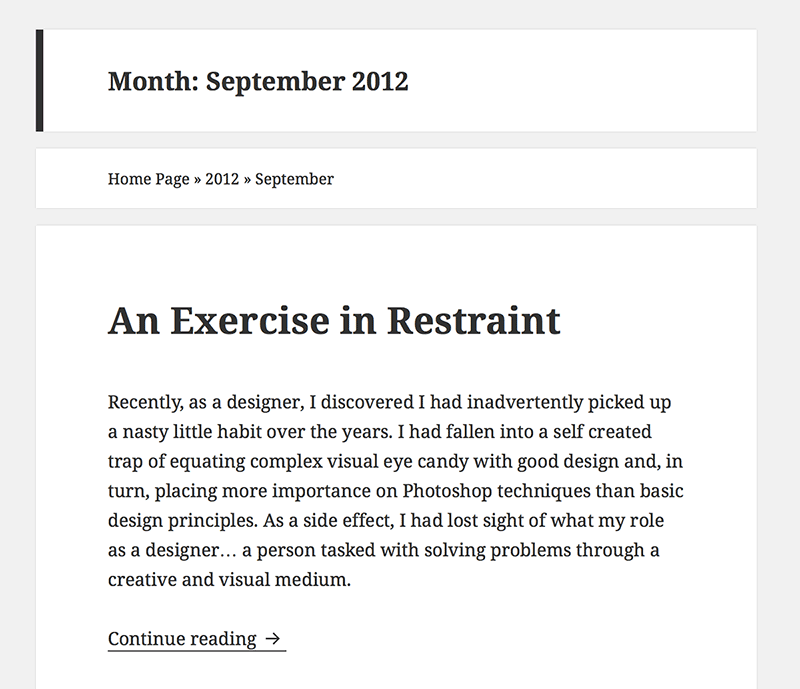 Month: September 2012
Home Page » 2012 » September
An Exercise in Restraint
Recently, as a designer, I discovered I had inadvertently picked up
a nasty little habit over the years. I had fallen into a self created
trap of equating complex visual eye candy with good design and, in
turn, placing more importance on Photoshop techniques than basic
design principles. As a side effect, I had lost sight of what my role
as a designer… a person tasked with solving problems through a
creative and visual medium.
Continue reading →